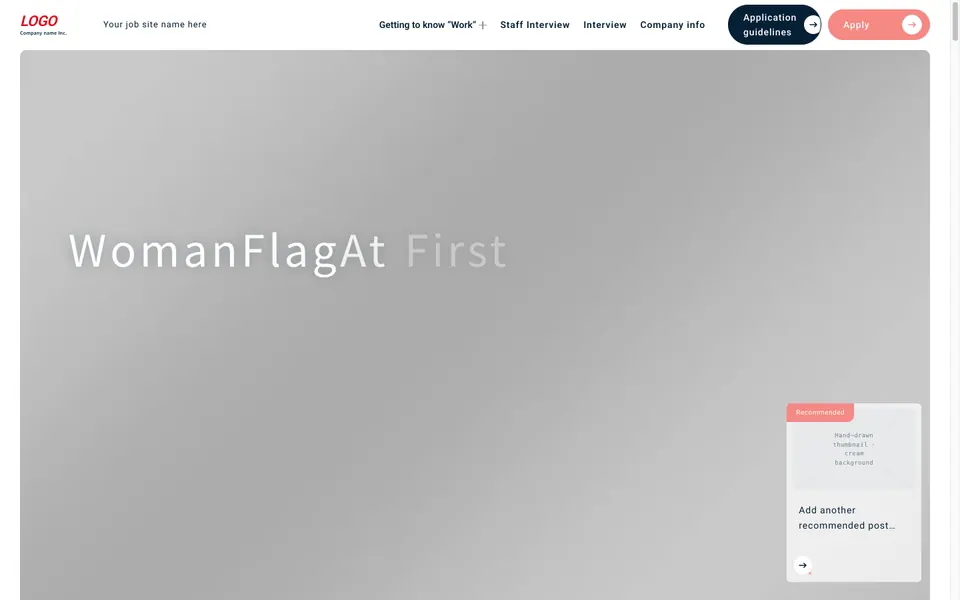 LOGO
Company name Inc.
Your job site name here
Getting to know “Work” +
Staff Interview
Interview
Company info
Application
guidelines
Apply
WomanFlagAt First
Recommended
Hand-drawn
thumbnail -
cream
background
Add another
recommended post…